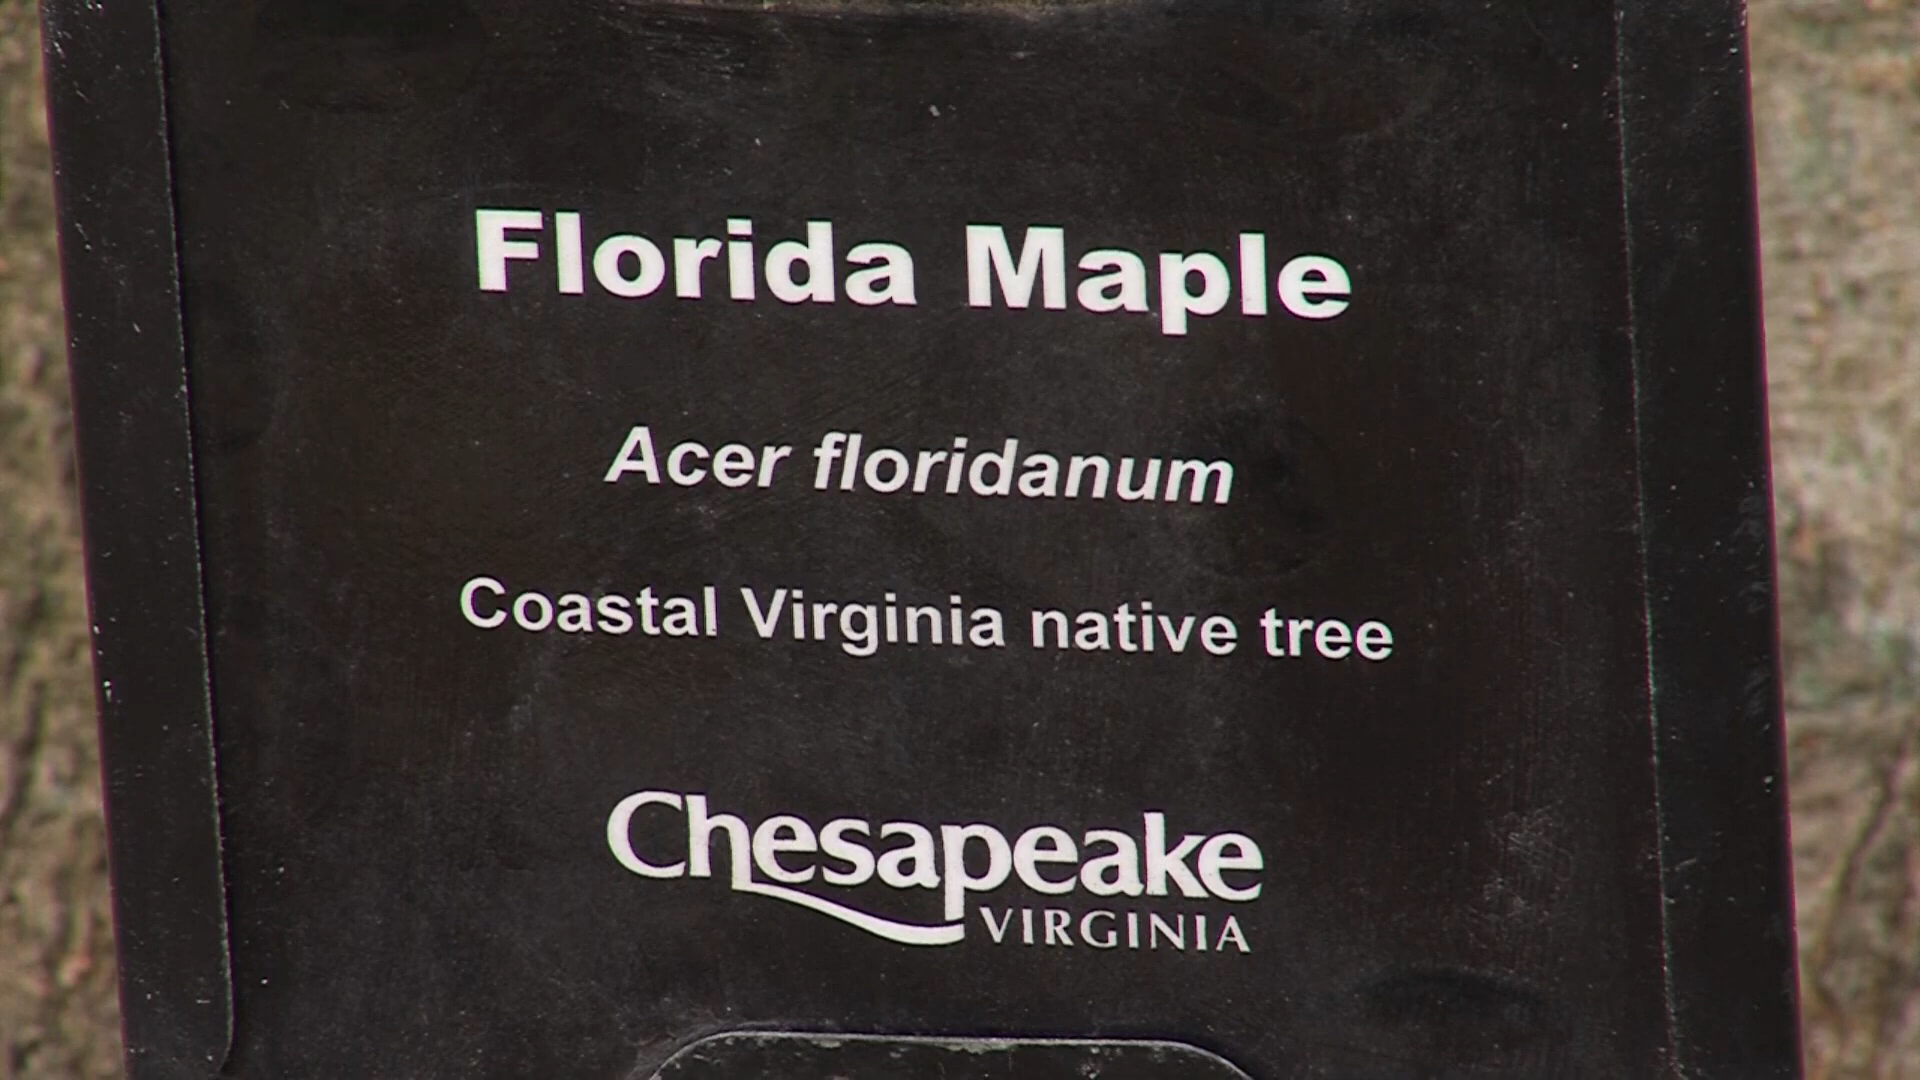 Florida Maple
Acer floridanum
Coastal Virginia native tree
Chesapeake
VIRGINIA